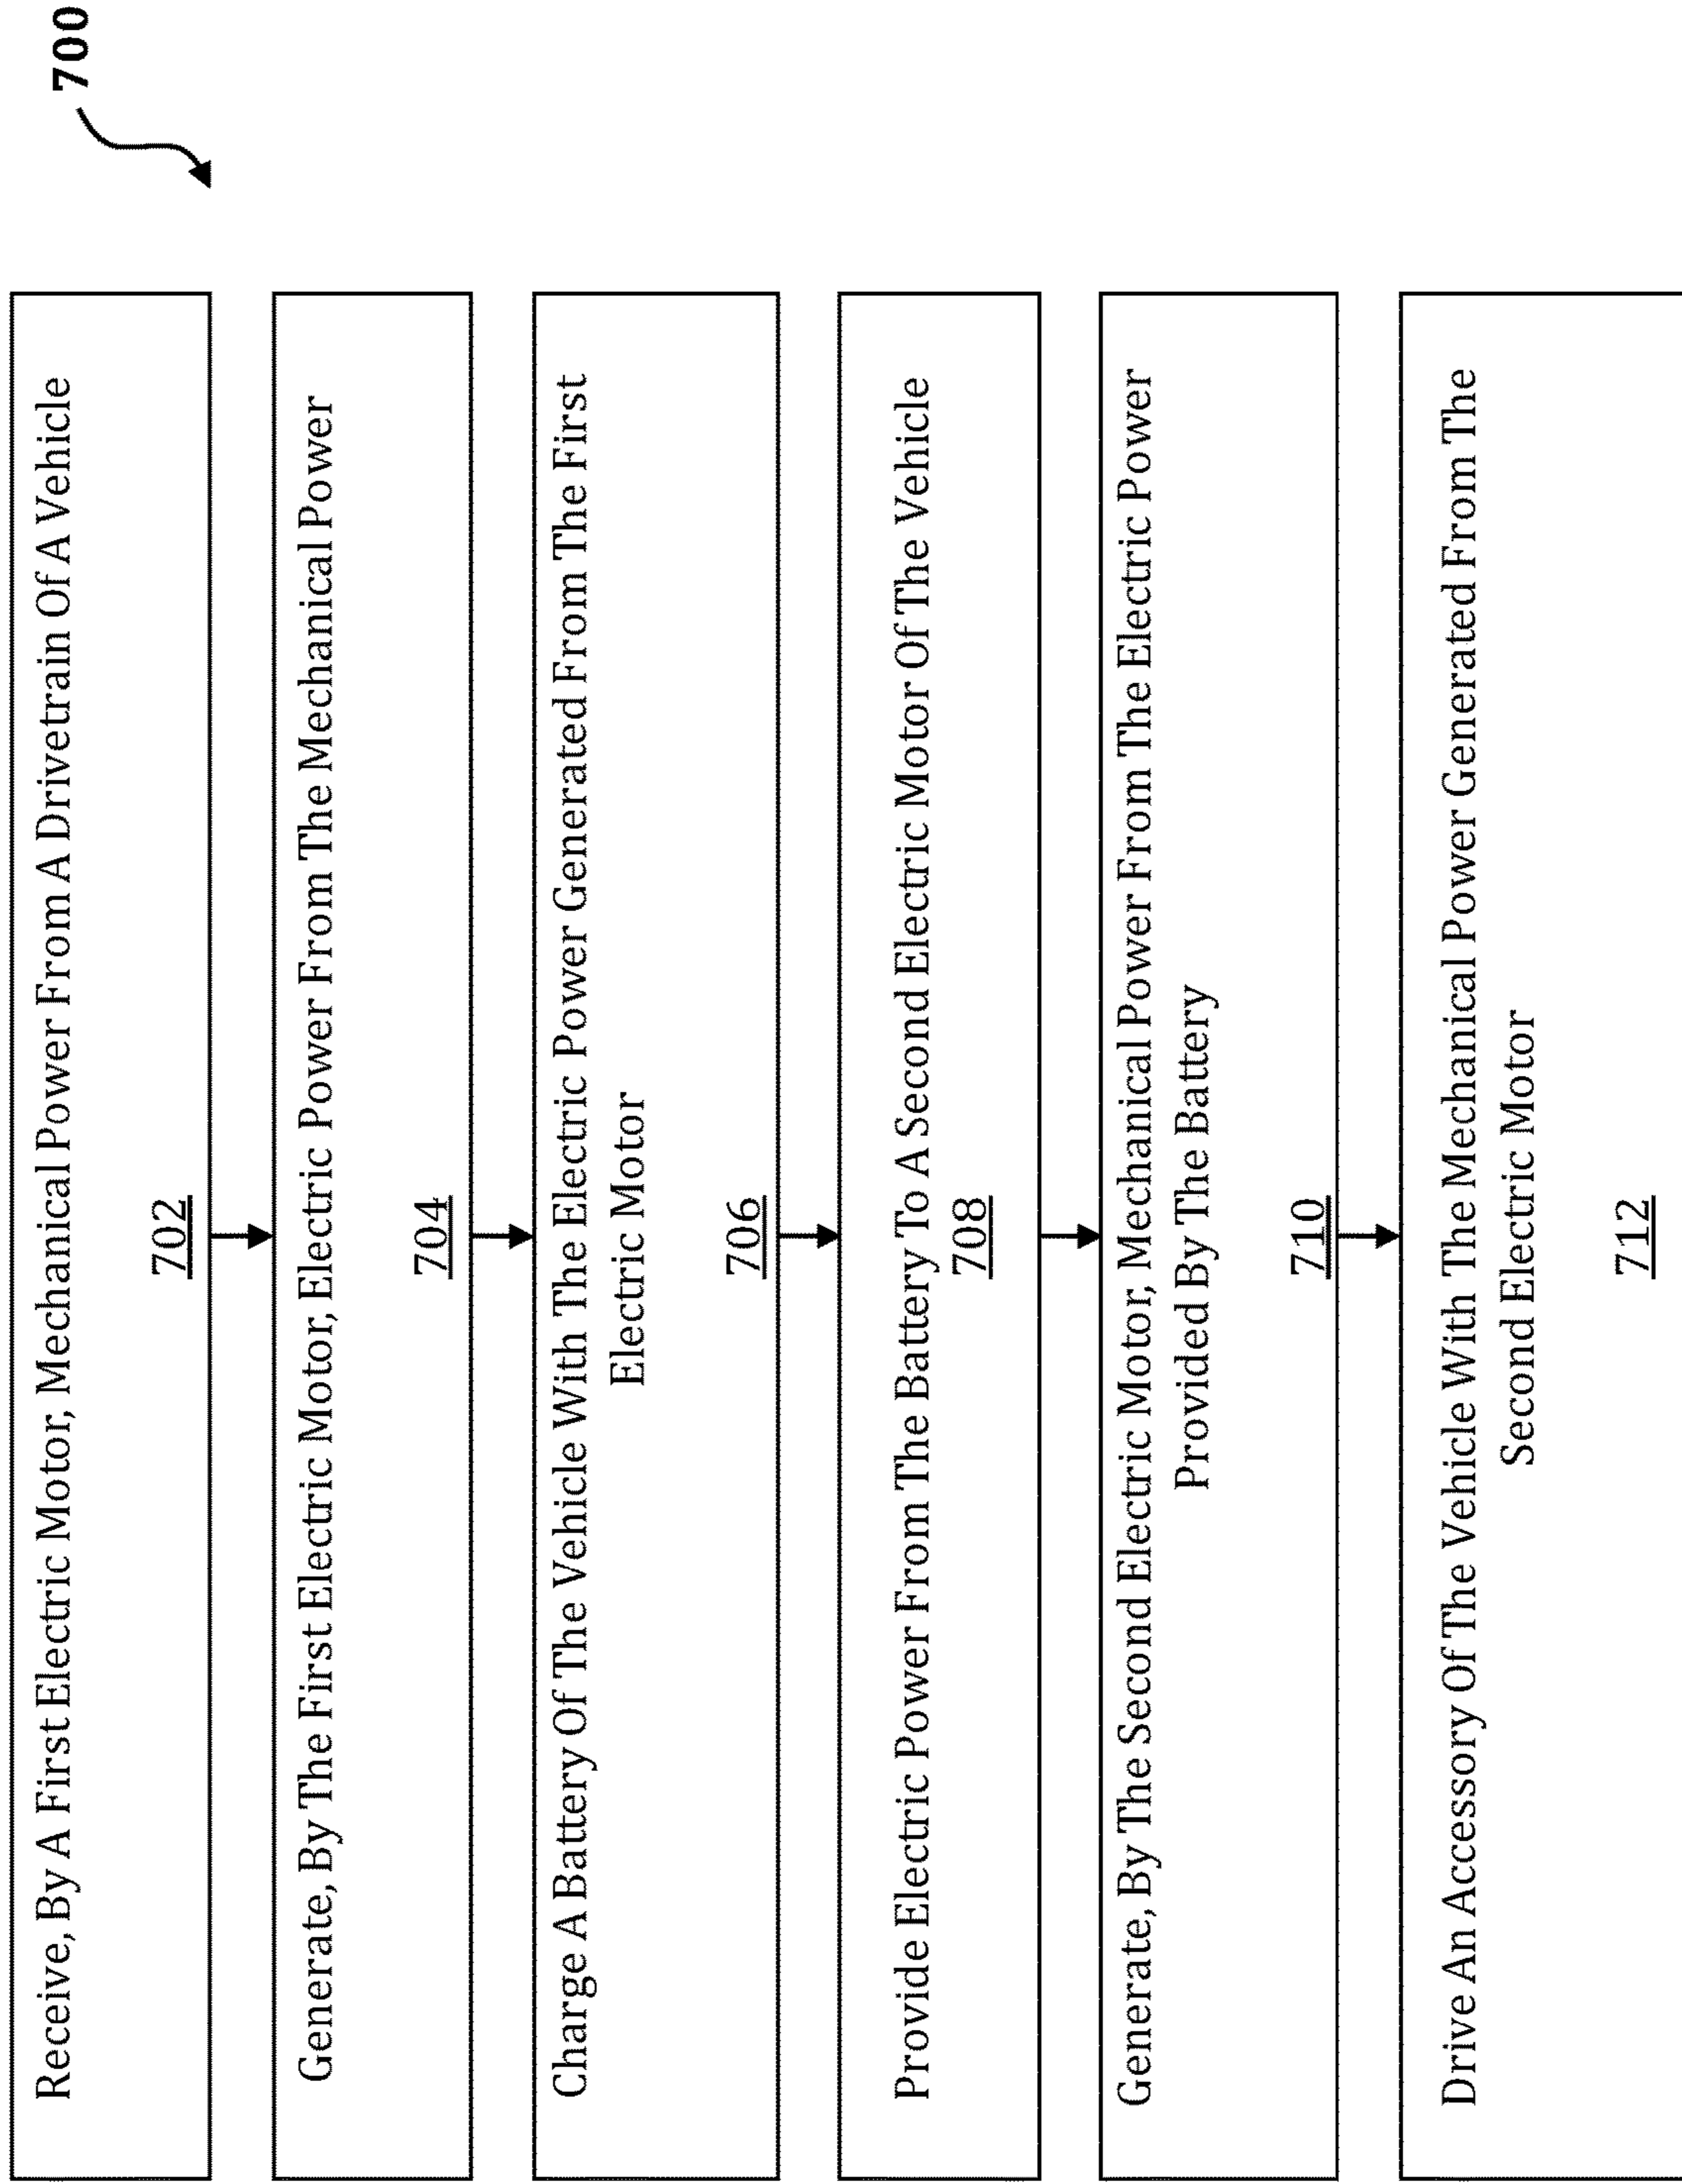 700
Receive, By A First Electric Motor, Mechanical Power From A Drivetrain Of A Vehicle
702
Generate, By The First Electric Motor, Electric Power From The Mechanical Power
704
Charge A Battery Of The Vehicle With The Electric Power Generated From The First
Electric Motor
706
Provide Electric Power From The Battery To A Second Electric Motor Of The Vehicle
708
Generate, By The Second Electric Motor, Mechanical Power From The Electric Power
Provided By The Battery
710
Drive An Accessory Of The Vehicle With The Mechanical Power Generated From The
Second Electric Motor
712